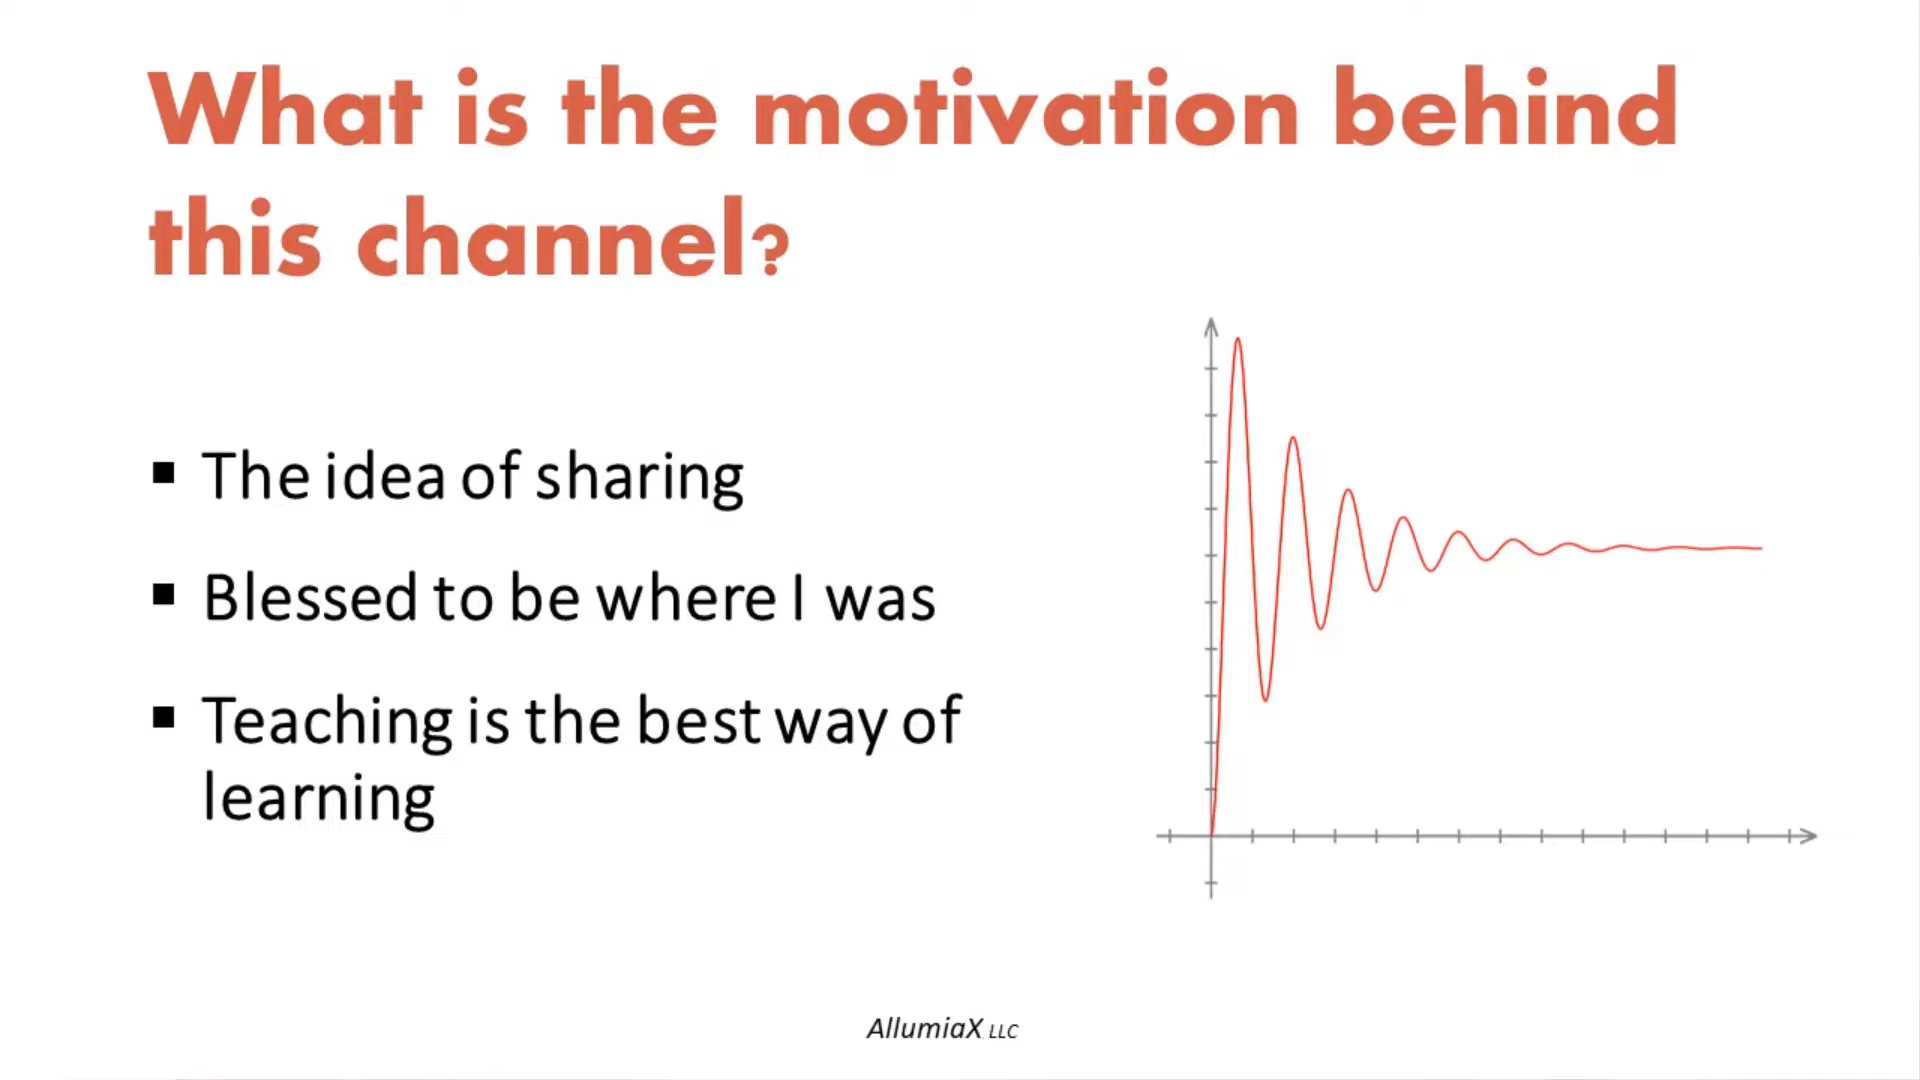 What is the motivation behind
this channel?
▪ The idea of sharing
▪ Blessed to be where I was
▪ Teaching is the best way of
learning
AllumiaX LLC